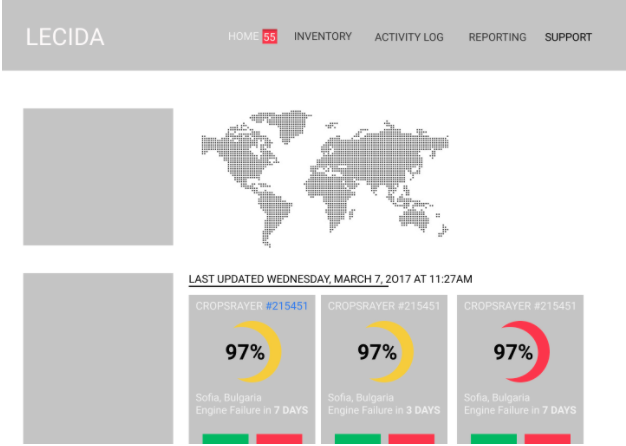 LECIDA
HOME 55 INVENTORY ACTIVITY LOG REPORTING SUPPORT
LAST UPDATED WEDNESDAY, MARCH 7, 2017 AT 11:27AM
CROPSRAYER #215451
97%
Sofia, Bulgaria
Engine Failure in 7 DAYS
CROPSRAYER #215451
97%
Sofia, Bulgaria
Engine Failure in 3 DAYS
CROPSRAYER #215451
97%
Sofia, Bulgaria
Engine Failure in 7 DAYS